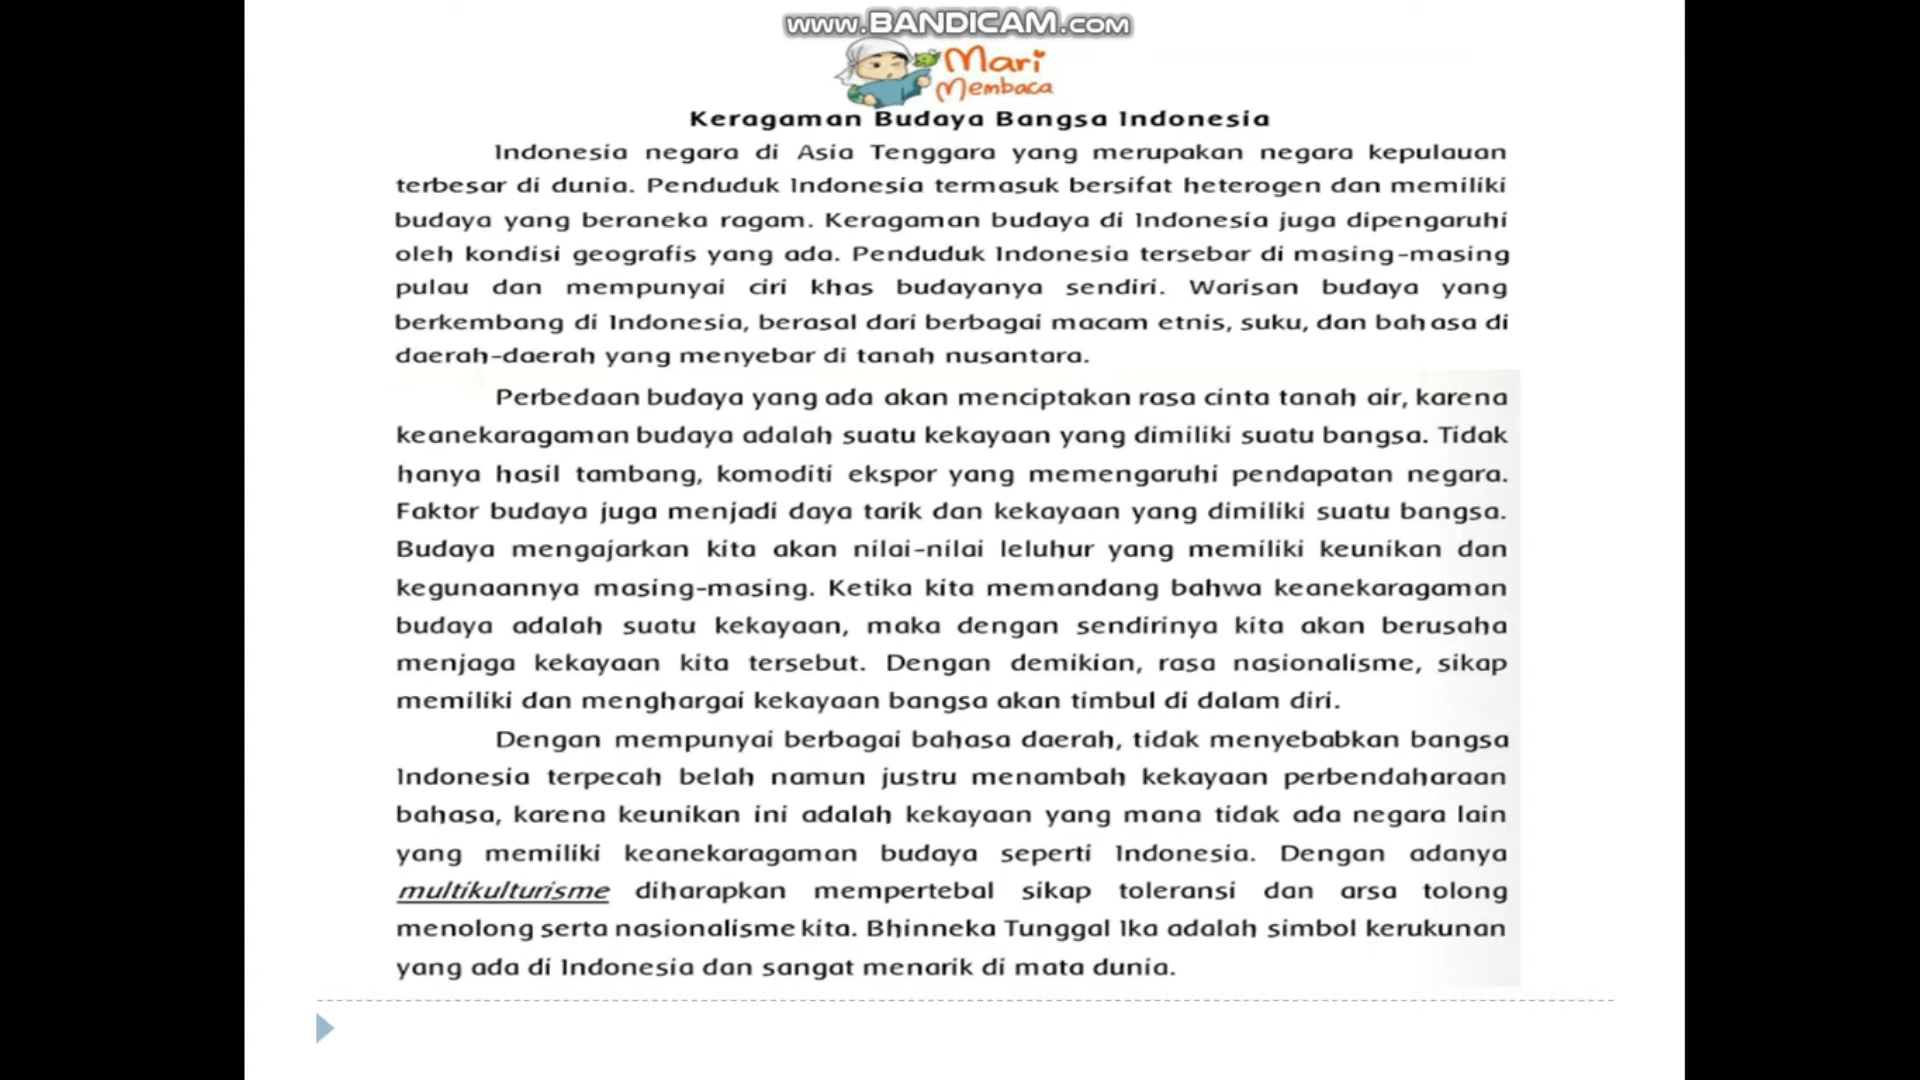 www.BANDICAM.com
Mari
Membaca
Keragaman Budaya Bangsa Indonesia
Indonesia negara di Asia Tenggara yang merupakan negara kepulauan
terbesar di dunia. Penduduk Indonesia termasuk bersifat heterogen dan memiliki
budaya yang beraneka ragam. Keragaman budaya di Indonesia juga dipengaruhi
oleh kondisi geografis yang ada. Penduduk Indonesia tersebar di masing-masing
pulau dan mempunyai ciri khas budayanya sendiri. Warisan budaya yang
berkembang di Indonesia, berasal dari berbagai macam etnis, suku, dan bahasa di
daerah-daerah yang menyebar di tanah nusantara.
Perbedaan budaya yang ada akan menciptakan rasa cinta tanah air, karena
keanekaragaman budaya adalah suatu kekayaan yang dimiliki suatu bangsa. Tidak
hanya hasil tambang, komoditi ekspor yang memengaruhi pendapatan negara.
Faktor budaya juga menjadi daya tarik dan kekayaan yang dimiliki suatu bangsa.
Budaya mengajarkan kita akan nilai-nilai leluhur yang memiliki keunikan dan
kegunaannya masing-masing. Ketika kita memandang bahwa keanekaragaman
budaya adalah suatu kekayaan, maka dengan sendirinya kita akan berusaha
menjaga kekayaan kita tersebut. Dengan demikian, rasa nasionalisme, sikap
memiliki dan menghargai kekayaan bangsa akan timbul di dalam diri.
Dengan mempunyai berbagai bahasa daerah, tidak menyebabkan bangsa
Indonesia terpecah belah namun justru menambah kekayaan perbendaharaan
bahasa, karena keunikan ini adalah kekayaan yang mana tidak ada negara lain
yang memiliki keanekaragaman budaya seperti Indonesia. Dengan adanya
multikulturisme diharapkan mempertebal sikap toleransi dan arsa tolong
menolong serta nasionalisme kita. Bhinneka Tunggal Ika adalah simbol kerukunan
yang ada di Indonesia dan sangat menarik di mata dunia.